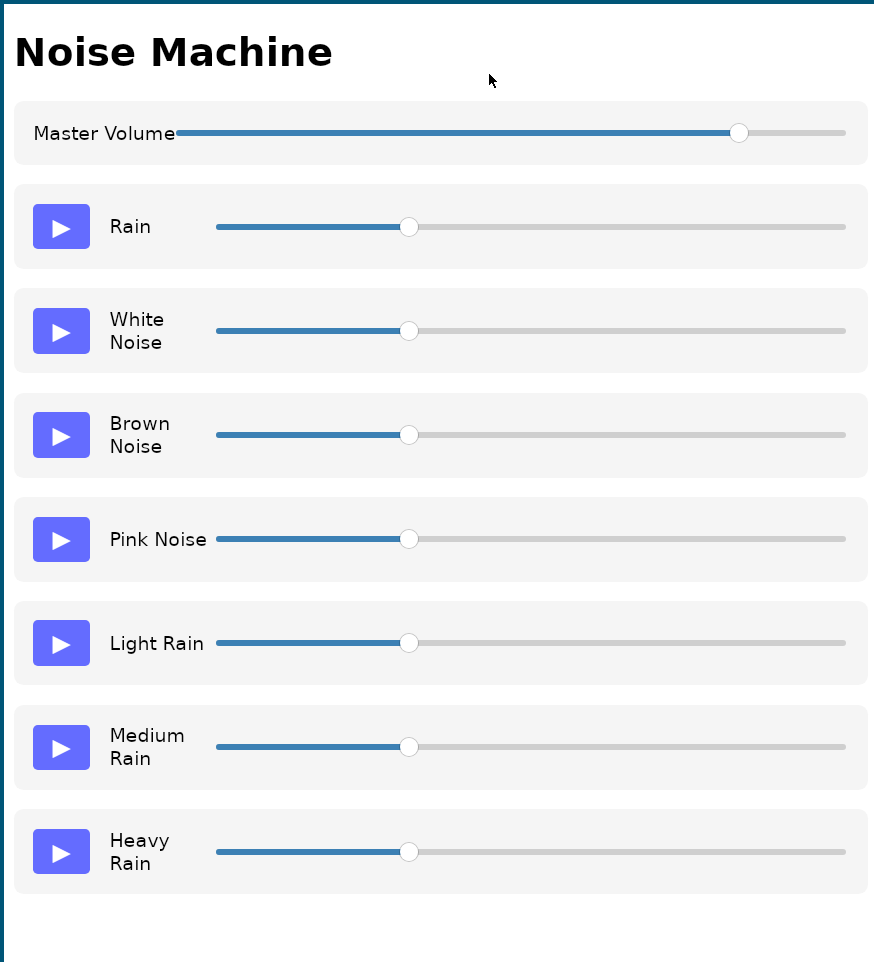 Noise Machine
Master Volume
Rain
White
Noise
Brown
Noise
Pink Noise
Light Rain
Medium
Rain
Heavy
Rain